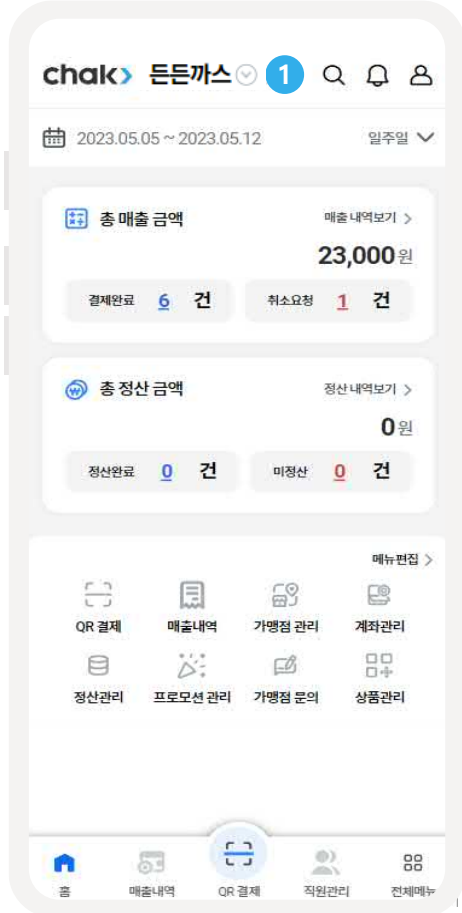 chak 든든까스 1
2023.05.05 ~ 2023.05.12 일주일
총 매출 금액 매출 내역보기 >
23,000원
결제완료 6 건 취소요청 1 건
총 정산 금액 정산 내역보기 >
0원
정산완료 0 건 미정산 0 건
메뉴편집 >
QR 결제 매출내역 가맹점 관리 계좌관리
정산관리 프로모션 관리 가맹점 문의 상품관리
홈 매출내역 QR 결제 직원관리 전체메뉴